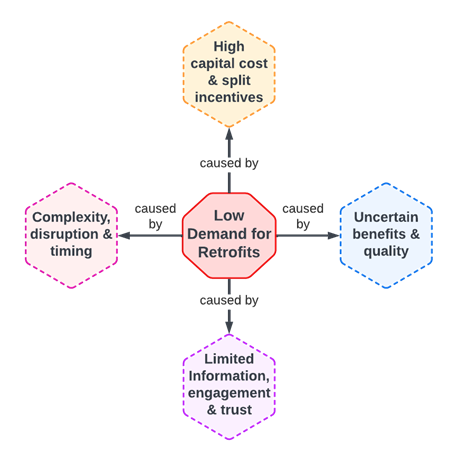 High
capital cost
& split
incentives
caused by
Complexity,
disruption &
timing
caused
by
Low
Demand for
Retrofits
caused
by
Uncertain
benefits &
quality
caused by
Limited
Information,
engagement
& trust